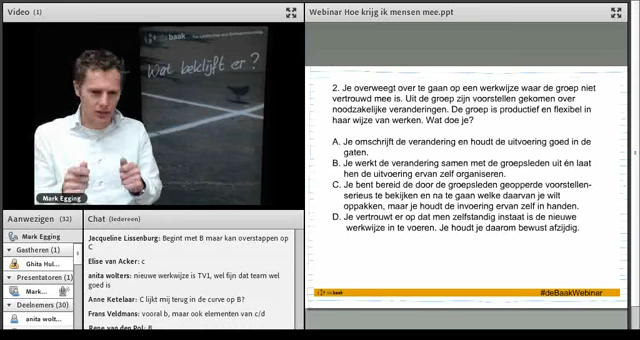 Video (1)
Wat beklijft er ?
Mark Egging
Aanwezigen (32)
Mark Egging
Gastheren (1)
Ghita Hul...
Presentatoren (1)
Mark...
Deelnemers (30)
anita wolt...
Chat (Iedereen)
Jacqueline Lissenburg: Begint met B maar kan overstappen op
C
Elise van Acker: c
anita wolters: nieuwe werkwijze is TV1, wel fijn dat team wel
goed is
Anne Ketelaar: C lijkt mij terug in de curve op B?
Frans Veldmans: vooral b, maar ook elementen van c/d
Rene van den Pol: B
Webinar Hoe krijg ik mensen mee.ppt
2. Je overweegt over te gaan op een werkwijze waar de groep niet
vertrouwd mee is. Uit de groep zijn voorstellen gekomen over
noodzakelijke veranderingen. De groep is productief en flexibel in
haar wijze van werken. Wat doe je?
A. Je omschrijft de verandering en houdt de uitvoering goed in de
gaten.
B. Je werkt de verandering samen met de groepsleden uit én laat
hen de uitvoering ervan zelf organiseren.
C. Je bent bereid de door de groepsleden geopperde voorstellen-
serieus te bekijken en na te gaan welke daarvan je wilt
oppakken, maar je houdt de invoering ervan zelf in handen.
D. Je vertrouwt er op dat men zelfstandig instaat is de nieuwe
werkwijze in te voeren. Je houdt je daarom bewust afzijdig.
de baak
#deBaakWebinar